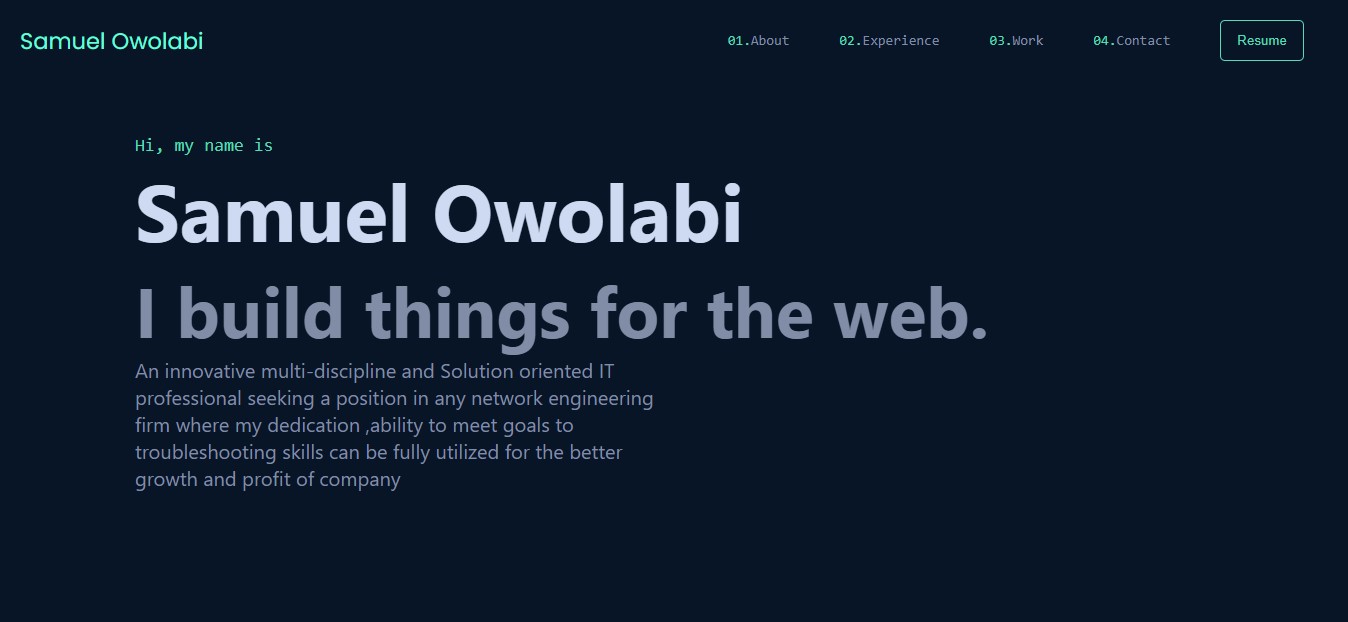 Samuel Owolabi
01.About 02.Experience 03.Work 04.Contact Resume
Hi, my name is
Samuel Owolabi
I build things for the web.
An innovative multi-discipline and Solution oriented IT
professional seeking a position in any network engineering
firm where my dedication ,ability to meet goals to
troubleshooting skills can be fully utilized for the better
growth and profit of company